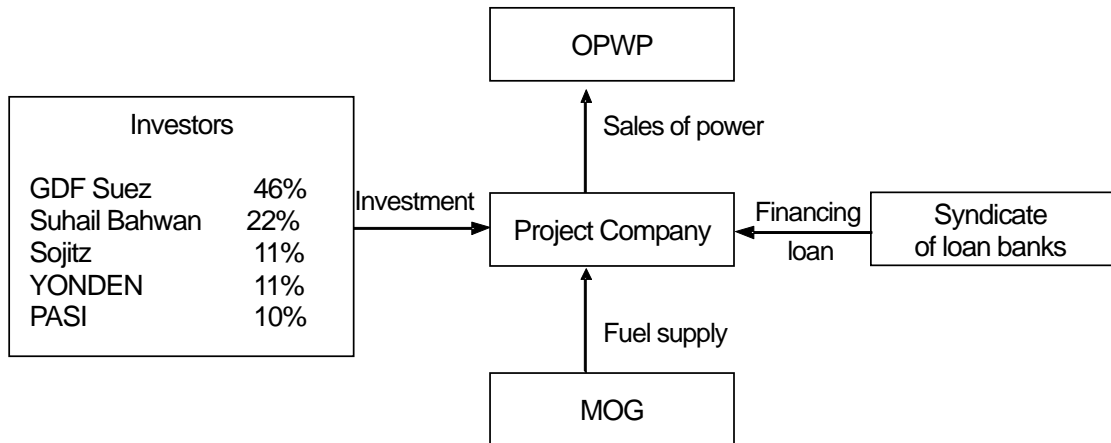 OPWP
Sales of power
Investors
GDF Suez 46%
Suhail Bahwan 22%
Sojitz 11%
YONDEN 11%
PASI 10%
Investment
Project Company
Financing
loan
Syndicate
of loan banks
Fuel supply
MOG